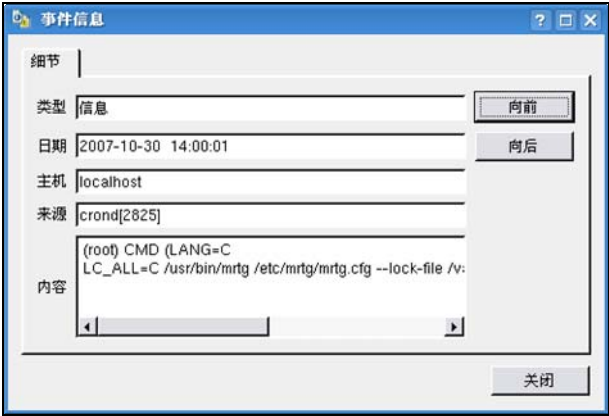 事件信息
细节
类型 信息 向前
日期 2007-10-30 14:00:01 向后
主机 localhost
来源 crond[2825]
内容 (root) CMD (LANG=C
LC_ALL=C /usr/bin/mrtg /etc/mrtg/mrtg.cfg --lock-file /v
关闭